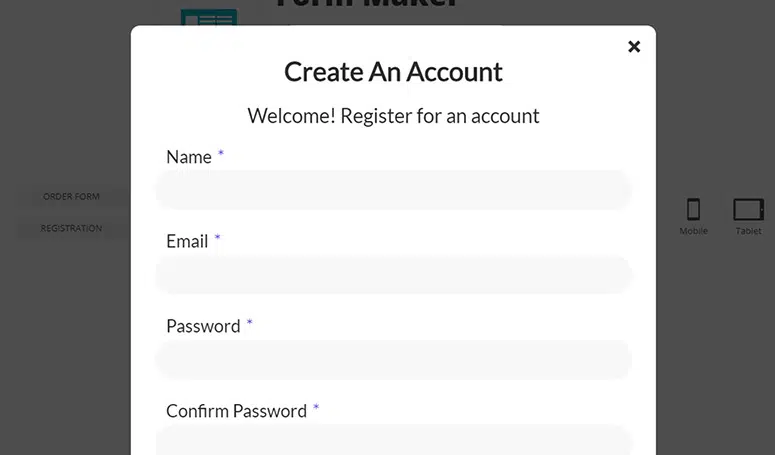 Form Maker
Create An Account
Welcome! Register for an account
Name *
ORDER FORM
REGISTRATION
Mobile
Tablet
Email *
Password *
Confirm Password *